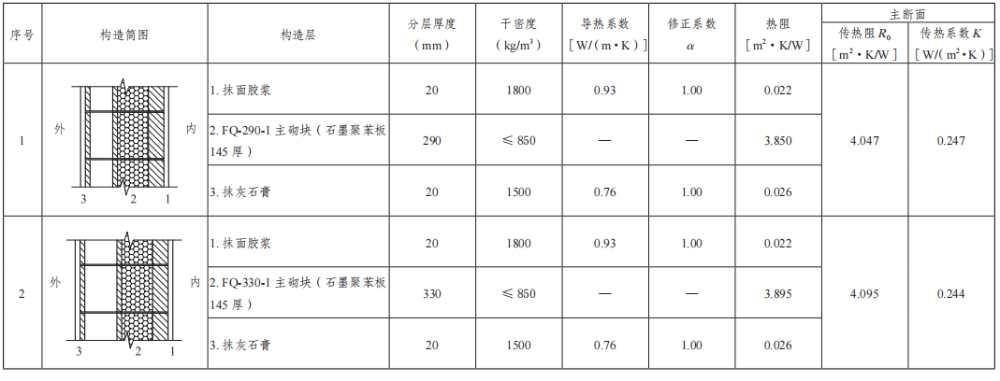 序号 构造简图 构造层 分层厚度（mm） 干密度（kg/m³） 导热系数［W/(m·K)］ 修正系数 α 热阻［m²·K/W］ 主断面
传热阻 R₀［m²·K/W］ 传热系数 K［W/(m²·K)］
1
外 内
3 2 1
1. 抹面胶浆 20 1800 0.93 1.00 0.022
2. FQ-290-1 主砌块（石墨聚苯板
145 厚） 290 ≤ 850 — — 3.850 4.047 0.247
3. 抹灰石膏 20 1500 0.76 1.00 0.026
2
外 内
3 2 1
1. 抹面胶浆 20 1800 0.93 1.00 0.022
2. FQ-330-1 主砌块（石墨聚苯板
145 厚） 330 ≤ 850 — — 3.895 4.095 0.244
3. 抹灰石膏 20 1500 0.76 1.00 0.026